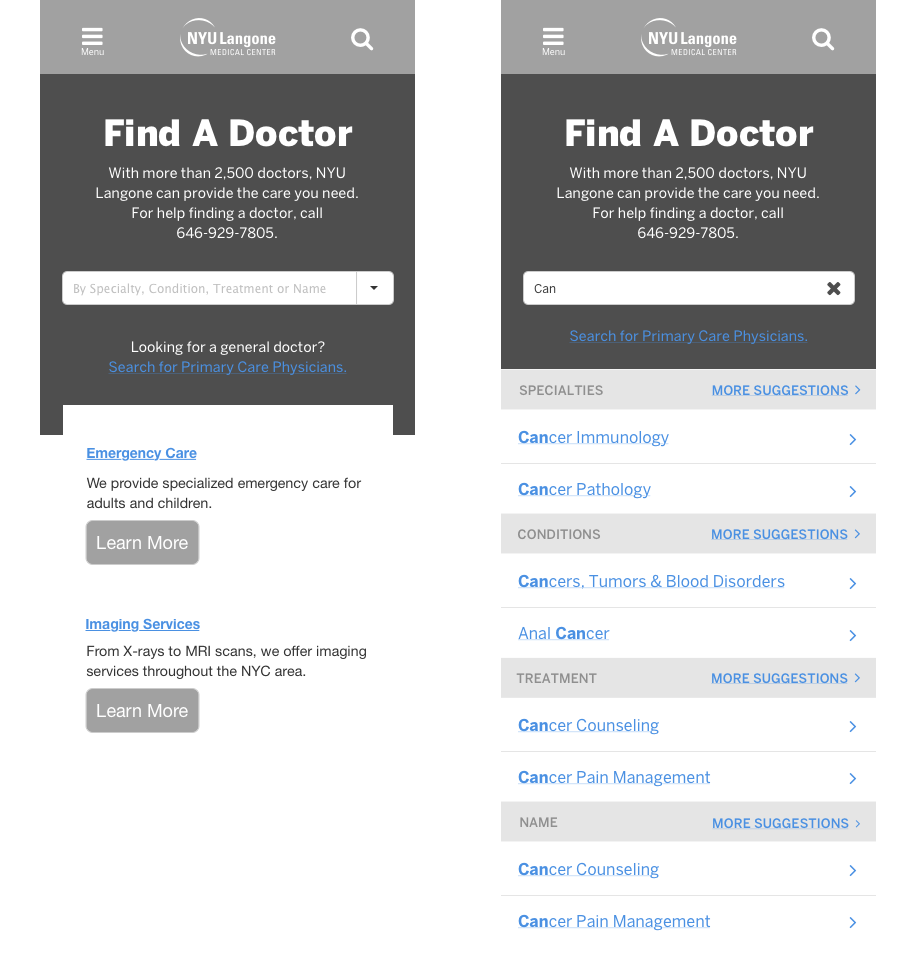 Menu
NYU Langone
MEDICAL CENTER
Find A Doctor
With more than 2,500 doctors, NYU
Langone can provide the care you need.
For help finding a doctor, call
646-929-7805.
By Specialty, Condition, Treatment or Name
Looking for a general doctor?
Search for Primary Care Physicians.
Emergency Care
We provide specialized emergency care for
adults and children.
Learn More
Imaging Services
From X-rays to MRI scans, we offer imaging
services throughout the NYC area.
Learn More
Menu
NYU Langone
MEDICAL CENTER
Find A Doctor
With more than 2,500 doctors, NYU
Langone can provide the care you need.
For help finding a doctor, call
646-929-7805.
Can
Search for Primary Care Physicians.
SPECIALTIES MORE SUGGESTIONS
Cancer Immunology
Cancer Pathology
CONDITIONS MORE SUGGESTIONS
Cancers, Tumors & Blood Disorders
Anal Cancer
TREATMENT MORE SUGGESTIONS
Cancer Counseling
Cancer Pain Management
NAME MORE SUGGESTIONS
Cancer Counseling
Cancer Pain Management